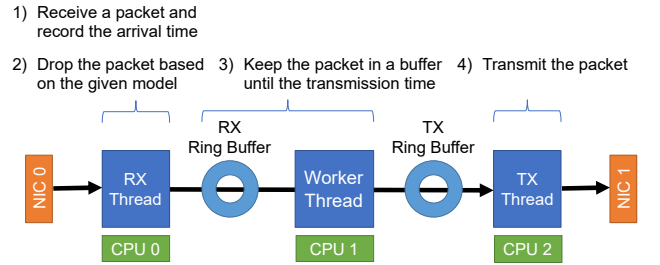 1) Receive a packet and
record the arrival time
2) Drop the packet based
on the given model
3) Keep the packet in a buffer
until the transmission time
4) Transmit the packet
RX
Ring Buffer
TX
Ring Buffer
NIC 0
RX
Thread
Worker
Thread
TX
Thread
NIC 1
CPU 0
CPU 1
CPU 2